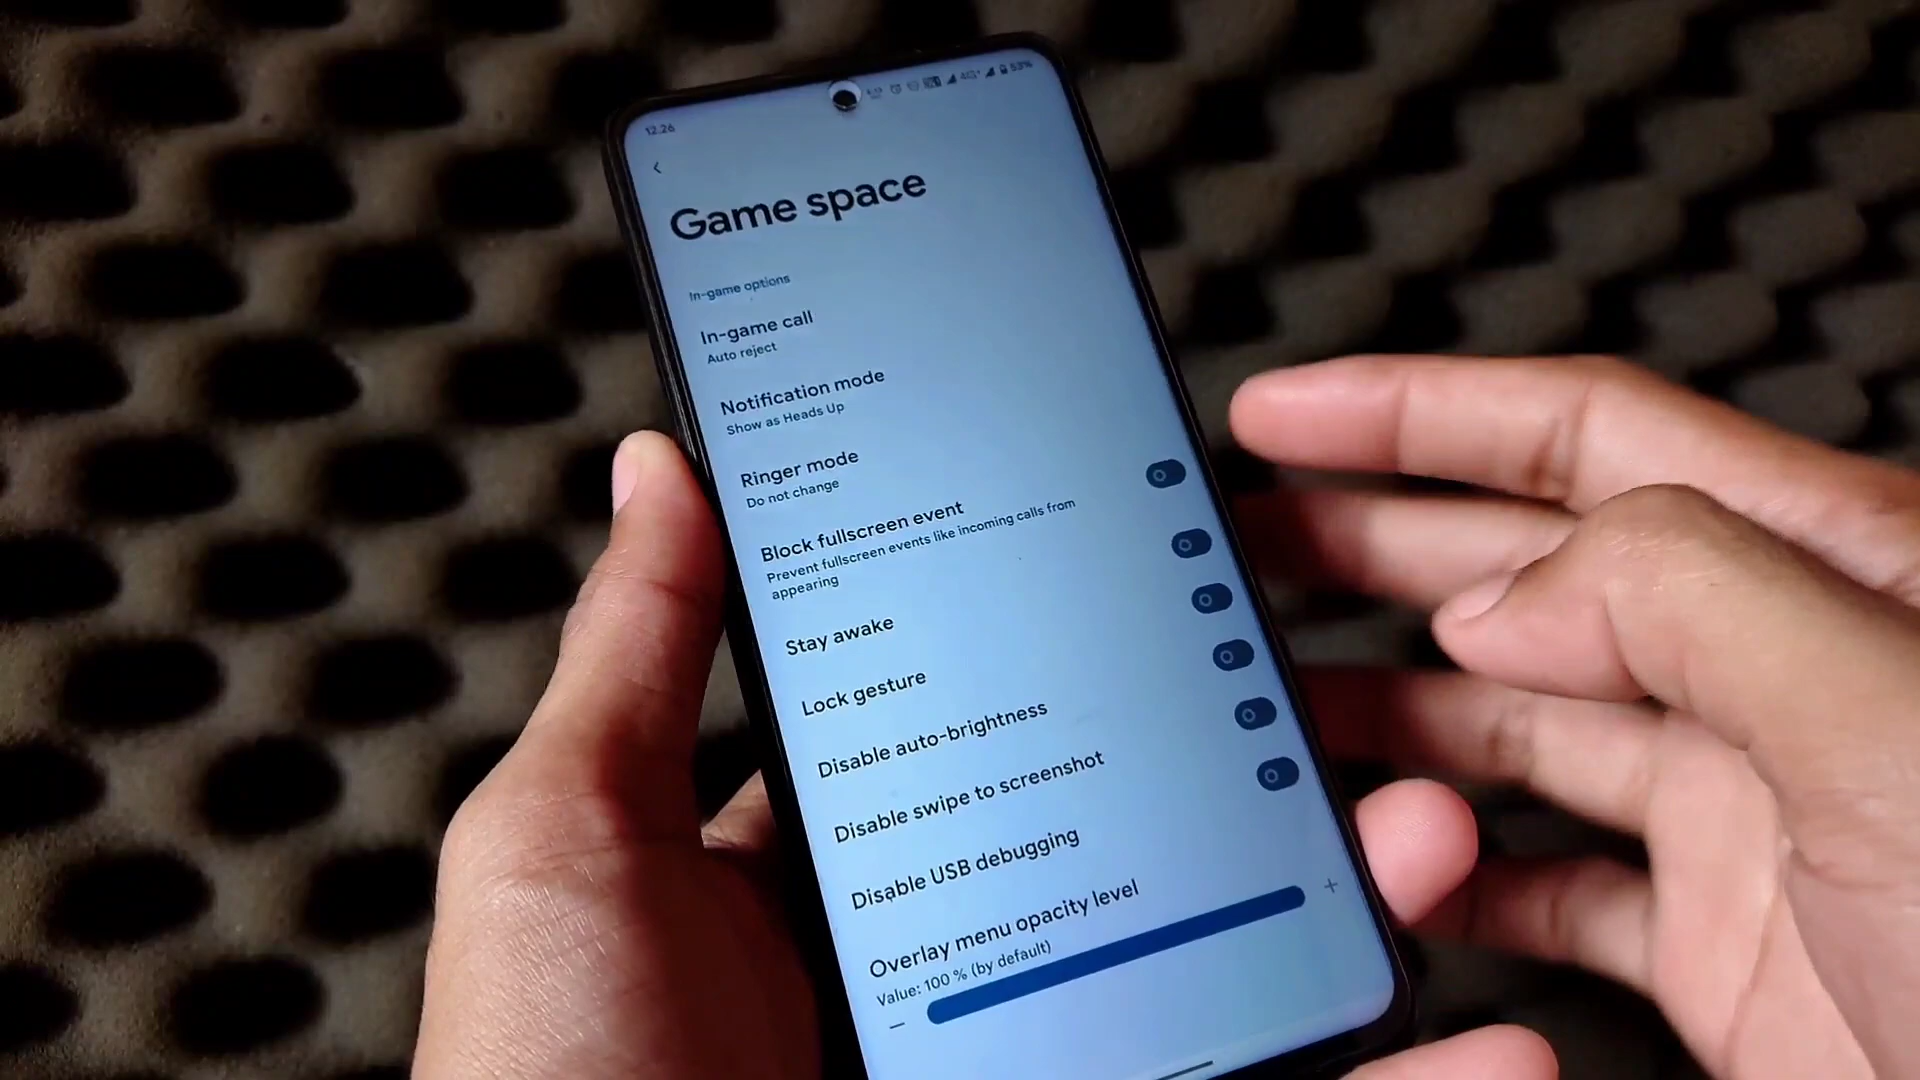 12.26
4G+
53%
Game space
In-game options
In-game call
Auto reject
Notification mode
Show as Heads Up
Ringer mode
Do not change
Block fullscreen event
Prevent fullscreen events like incoming calls from
appearing
Stay awake
Lock gesture
Disable auto-brightness
Disable swipe to screenshot
Disable USB debugging
Overlay menu opacity level
Value: 100 % (by default)